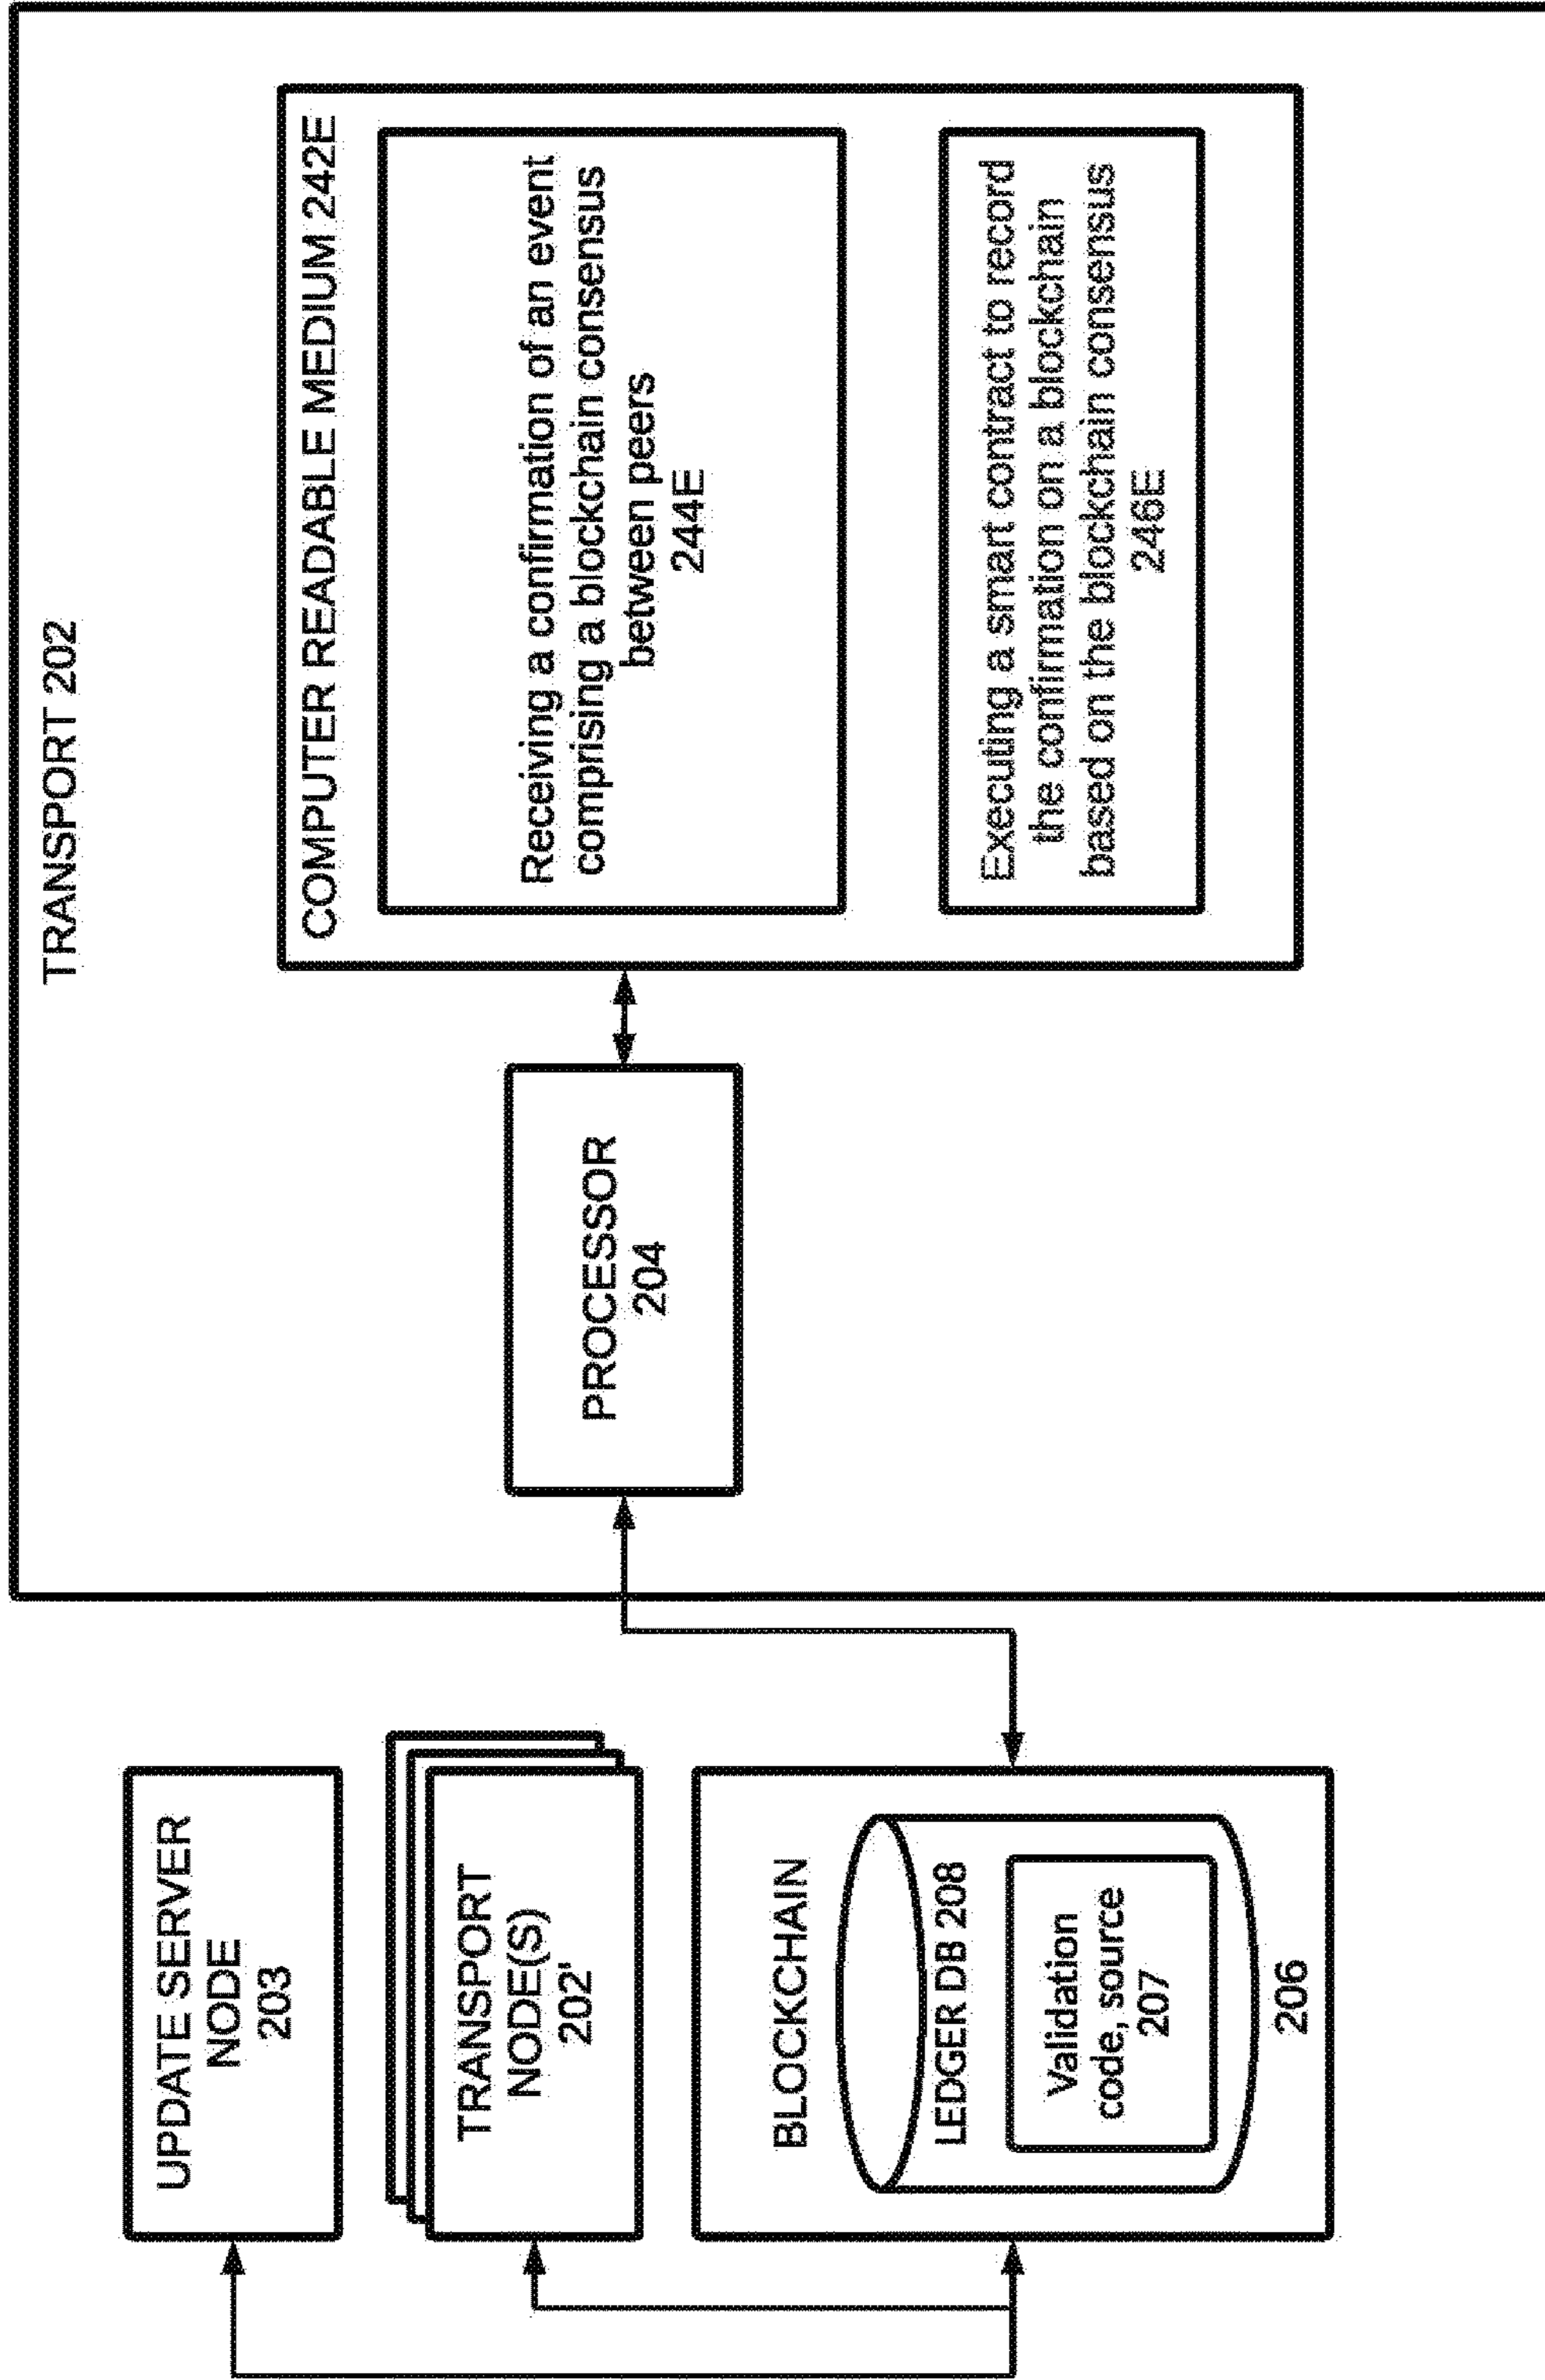 UPDATE SERVER
NODE
203
TRANSPORT
NODE(S)
202'
BLOCKCHAIN
LEDGER DB 208
Validation
code, source
207
206
TRANSPORT 202
PROCESSOR
204
COMPUTER READABLE MEDIUM 242E
Receiving a confirmation of an event
comprising a blockchain consensus
between peers
244E
Executing a smart contract to record
the confirmation on a blockchain
based on the blockchain consensus
246E